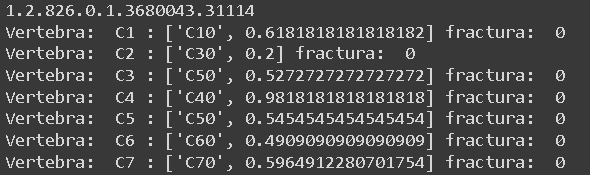 1.2.826.0.1.3680043.31114
Vertebra:  C1 : ['C10', 0.6181818181818182] fractura:  0
Vertebra:  C2 : ['C30', 0.2] fractura:  0
Vertebra:  C3 : ['C50', 0.5272727272727272] fractura:  0
Vertebra:  C4 : ['C40', 0.9818181818181818] fractura:  0
Vertebra:  C5 : ['C50', 0.5454545454545454] fractura:  0
Vertebra:  C6 : ['C60', 0.4909090909090909] fractura:  0
Vertebra:  C7 : ['C70', 0.5964912280701754] fractura:  0